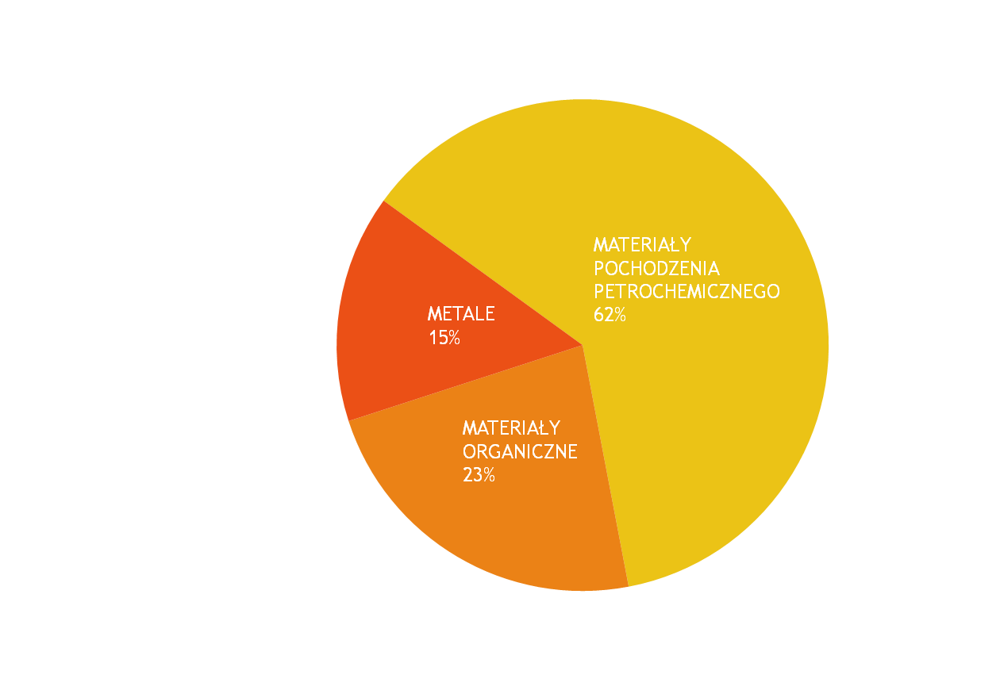 MATERIAŁY
POCHODZENIA
PETROCHEMICZNEGO
62%
METALE
15%
MATERIAŁY
ORGANICZNE
23%